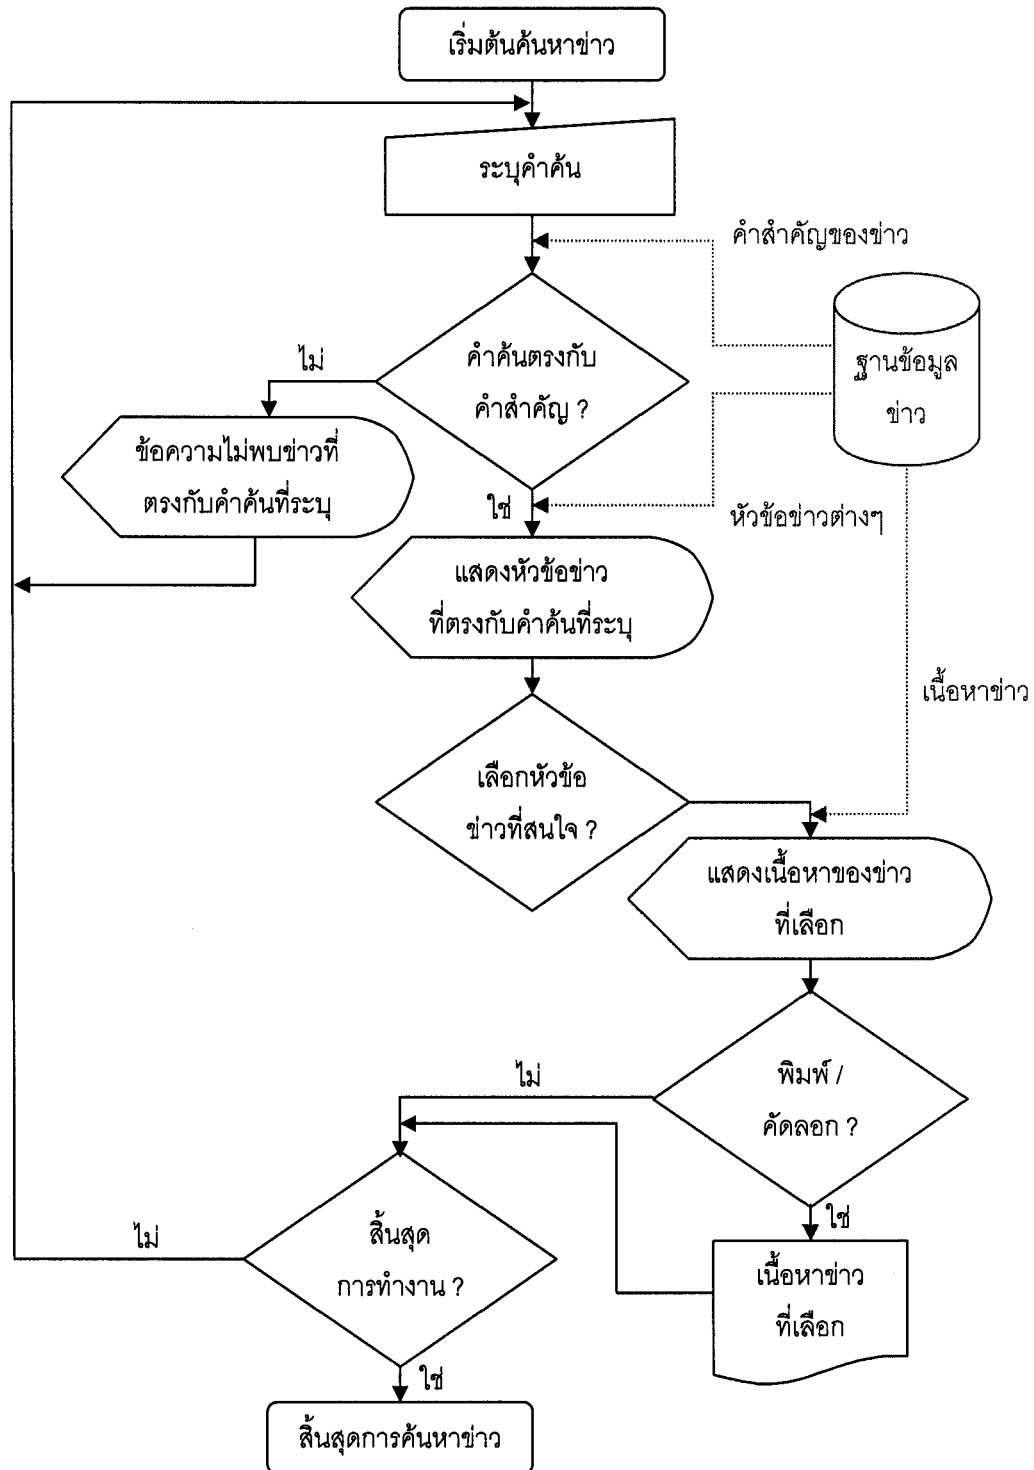 เริ่มต้นค้นหาข่าว
ระบุคำค้น
คำสำคัญของข่าว
ฐานข้อมูล
ข่าว
คำค้นตรงกับ
คำสำคัญ ?
ไม่
ข้อความไม่พบข่าวที่
ตรงกับคำค้นที่ระบุ
ใช่
หัวข้อข่าวต่างๆ
แสดงหัวข้อข่าว
ที่ตรงกับคำค้นที่ระบุ
เนื้อหาข่าว
เลือกหัวข้อ
ข่าวที่สนใจ ?
แสดงเนื้อหาของข่าว
ที่เลือก
พิมพ์ /
คัดลอก ?
ไม่
ใช่
เนื้อหาข่าว
ที่เลือก
สิ้นสุด
การทำงาน ?
ไม่
ใช่
สิ้นสุดการค้นหาข่าว